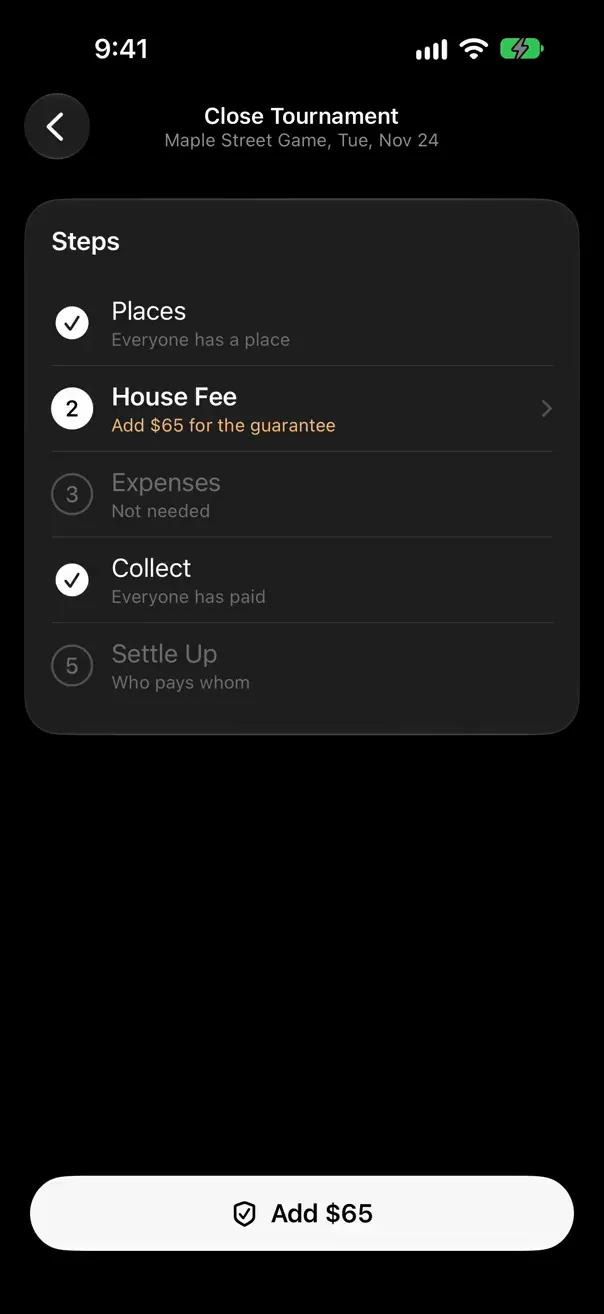 9:41
Close Tournament
Maple Street Game, Tue, Nov 24
Steps
Places
Everyone has a place
2
House Fee
Add $65 for the guarantee
3
Expenses
Not needed
Collect
Everyone has paid
5
Settle Up
Who pays whom
Add $65